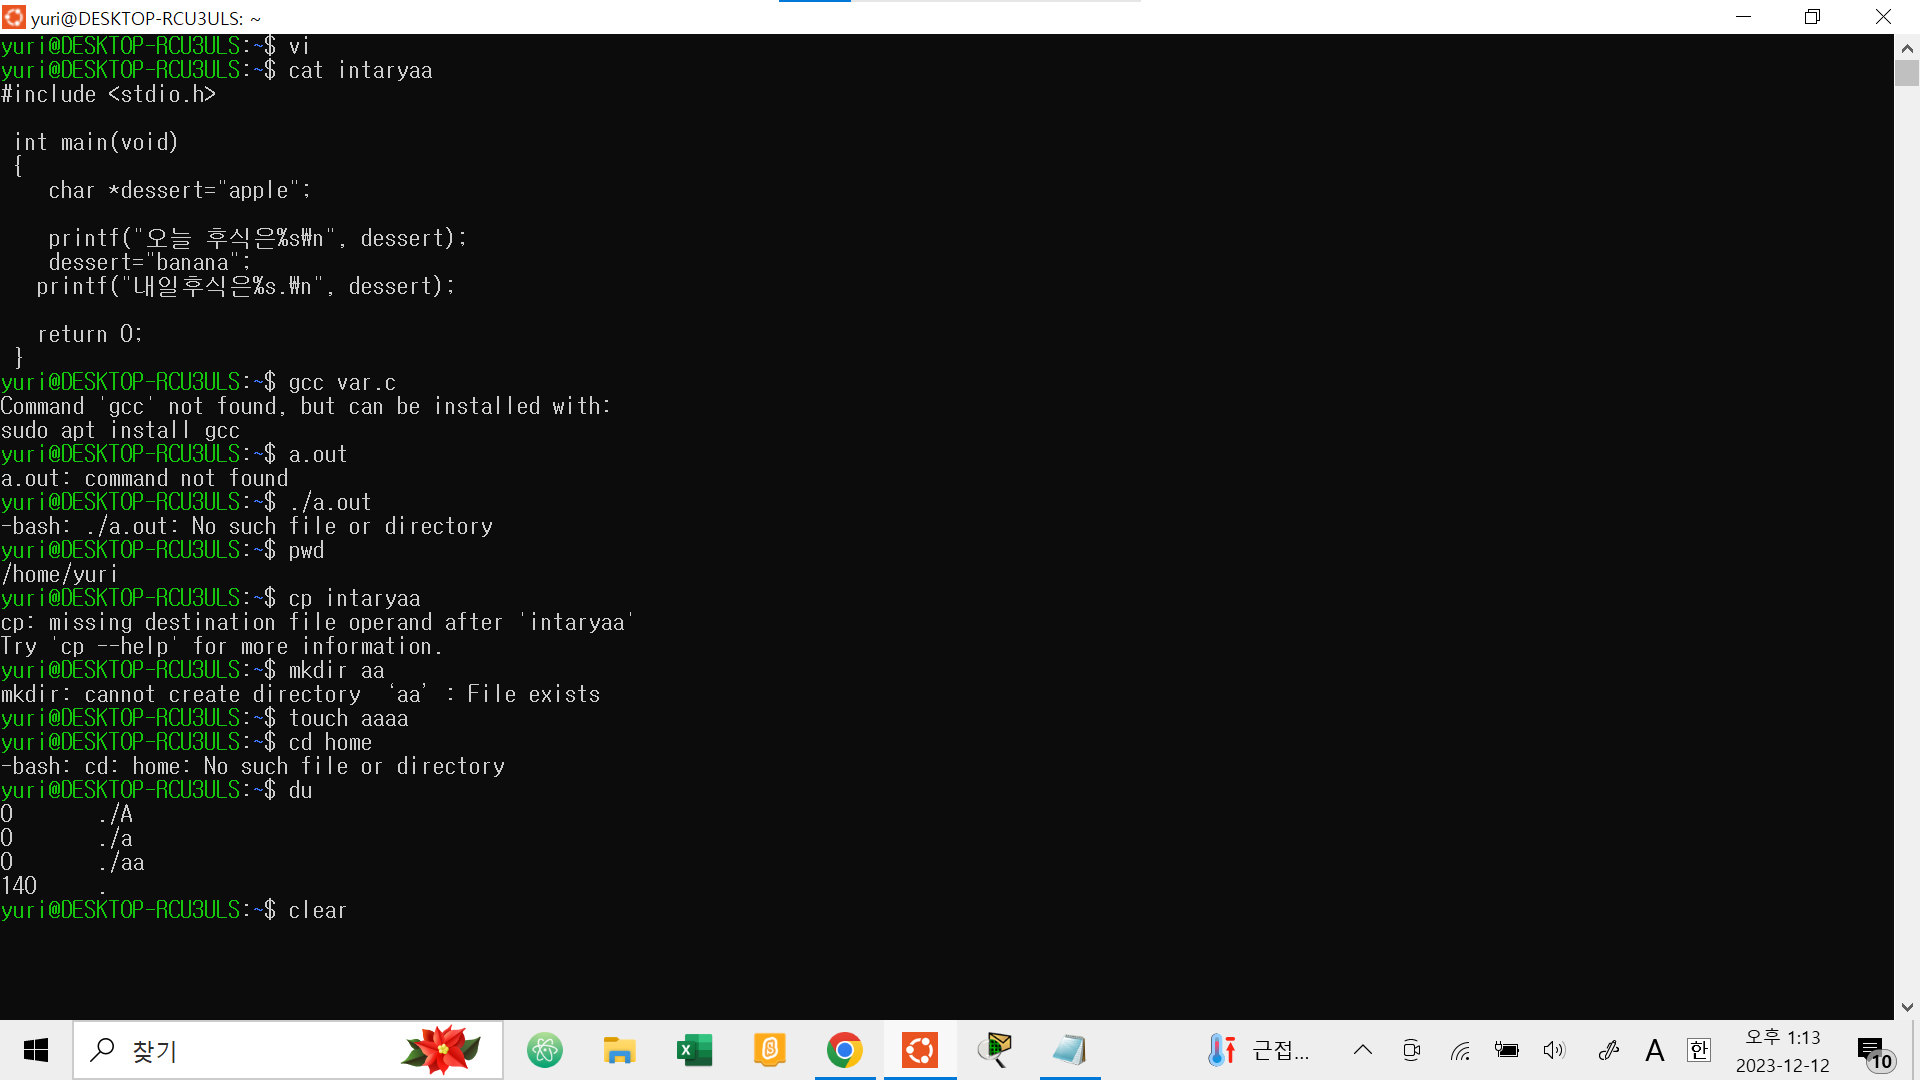 yuri@DESKTOP-RCU3ULS: ~
yuri@DESKTOP-RCU3ULS:~$ vi
yuri@DESKTOP-RCU3ULS:~$ cat intaryaa
#include <stdio.h>
int main(void)
{
char *dessert="apple";
printf("오늘 후식은%s₩n", dessert);
dessert="banana";
printf("내일후식은%s.₩n", dessert);
return 0;
}
yuri@DESKTOP-RCU3ULS:~$ gcc var.c
Command 'gcc' not found, but can be installed with:
sudo apt install gcc
yuri@DESKTOP-RCU3ULS:~$ a.out
a.out: command not found
yuri@DESKTOP-RCU3ULS:~$ ./a.out
-bash: ./a.out: No such file or directory
yuri@DESKTOP-RCU3ULS:~$ pwd
/home/yuri
yuri@DESKTOP-RCU3ULS:~$ cp intaryaa
cp: missing destination file operand after 'intaryaa'
Try 'cp --help' for more information.
yuri@DESKTOP-RCU3ULS:~$ mkdir aa
mkdir: cannot create directory ‘aa’: File exists
yuri@DESKTOP-RCU3ULS:~$ touch aaaa
yuri@DESKTOP-RCU3ULS:~$ cd home
-bash: cd: home: No such file or directory
yuri@DESKTOP-RCU3ULS:~$ du
0 ./A
0 ./a
0 ./aa
140 .
yuri@DESKTOP-RCU3ULS:~$ clear
찾기
근접...
A
한
오후 1:13
2023-12-12
10